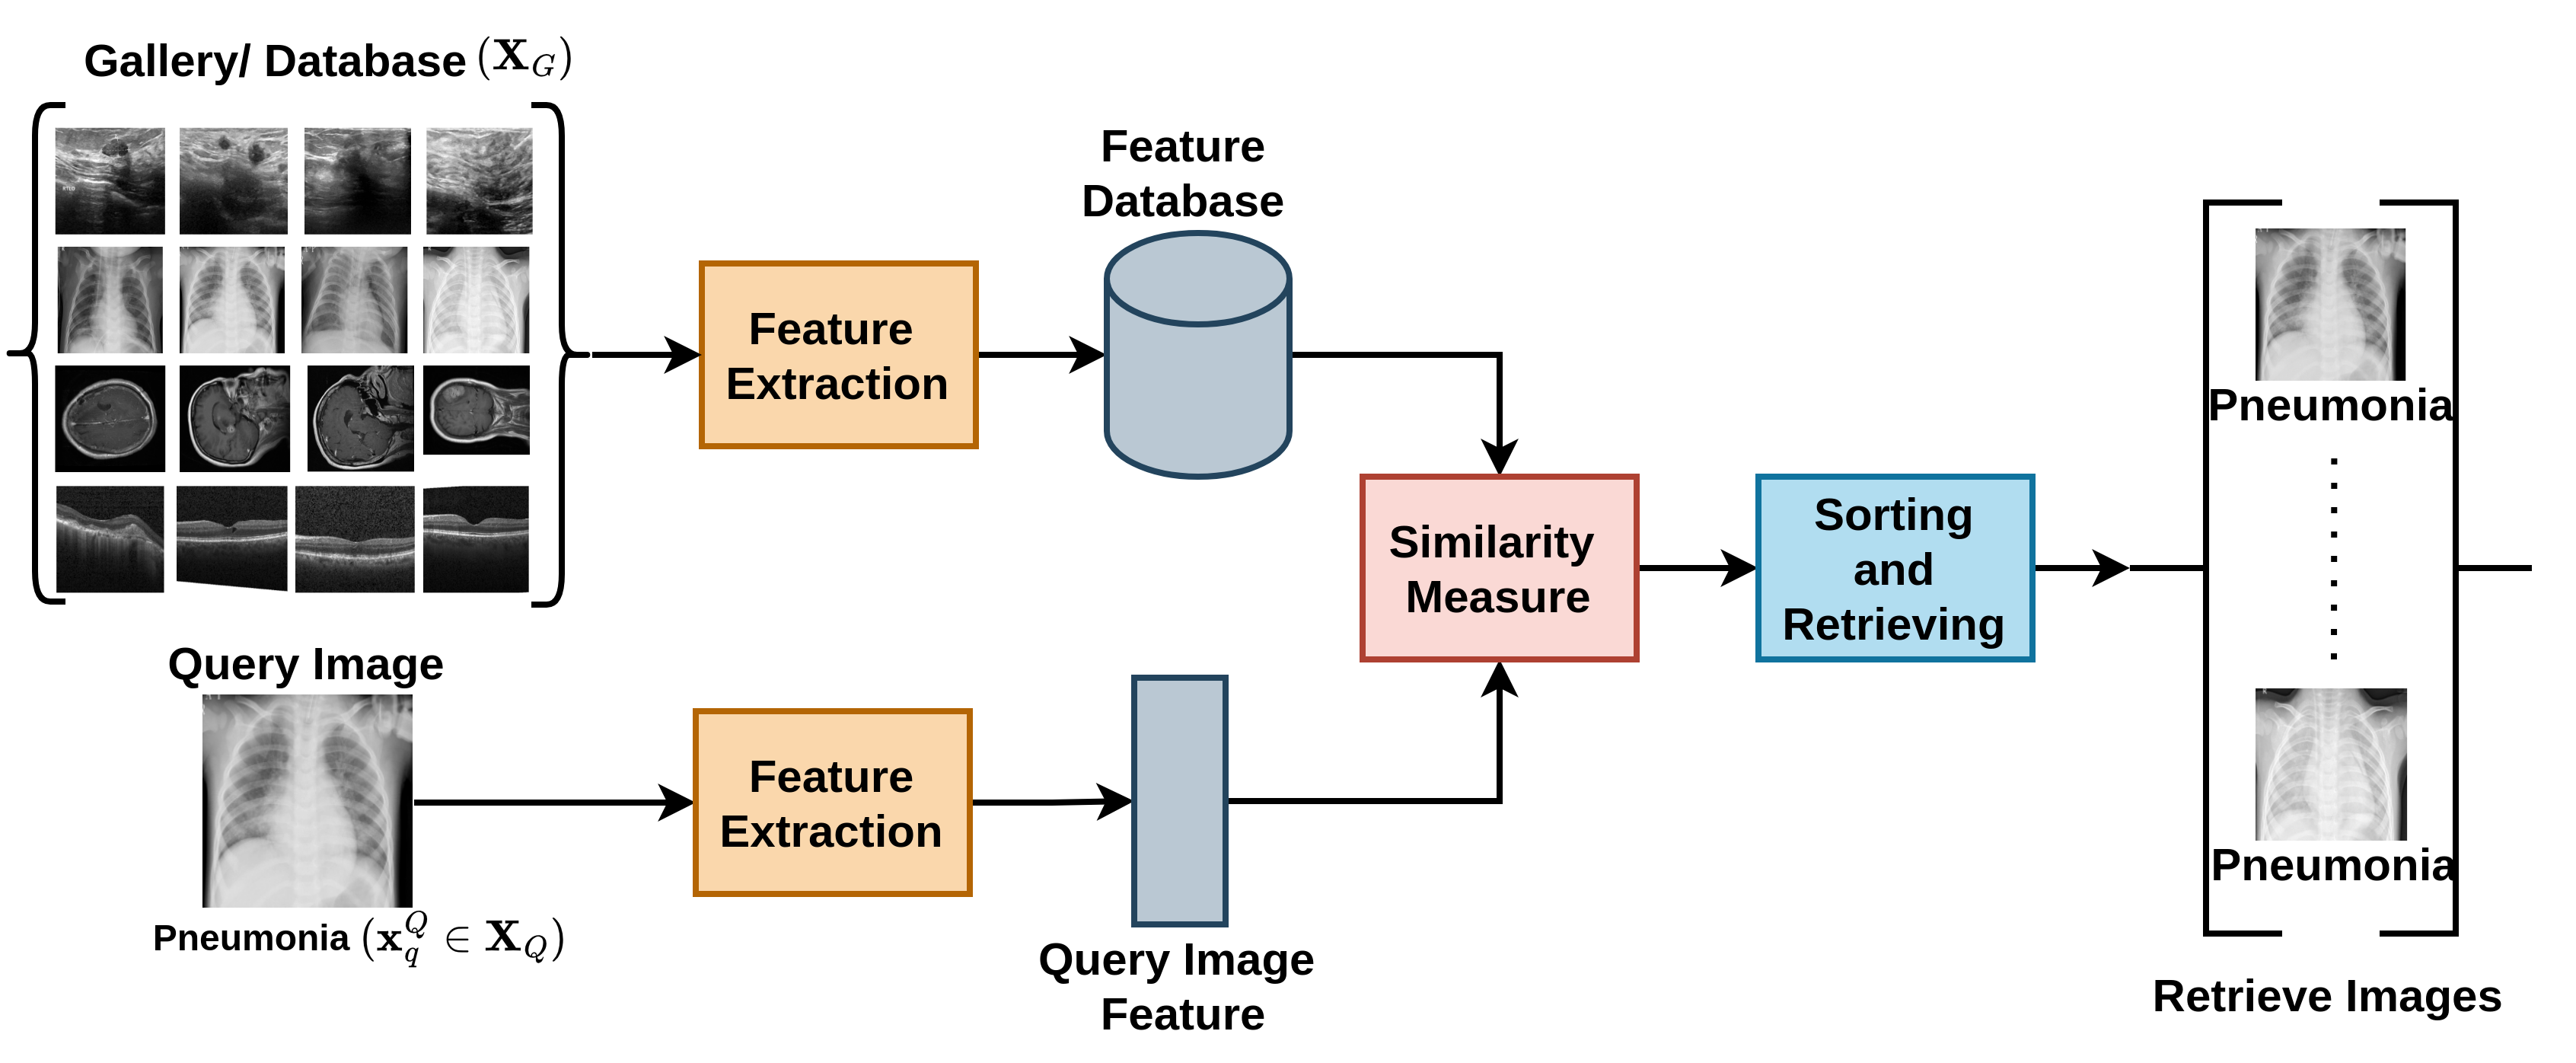 Gallery/ Database (X_G)
Feature
Extraction
Feature
Database
Query Image
Pneumonia (x_q^Q ∈ X_Q)
Feature
Extraction
Query Image
Feature
Similarity
Measure
Sorting
and
Retrieving
Pneumonia
Pneumonia
Retrieve Images